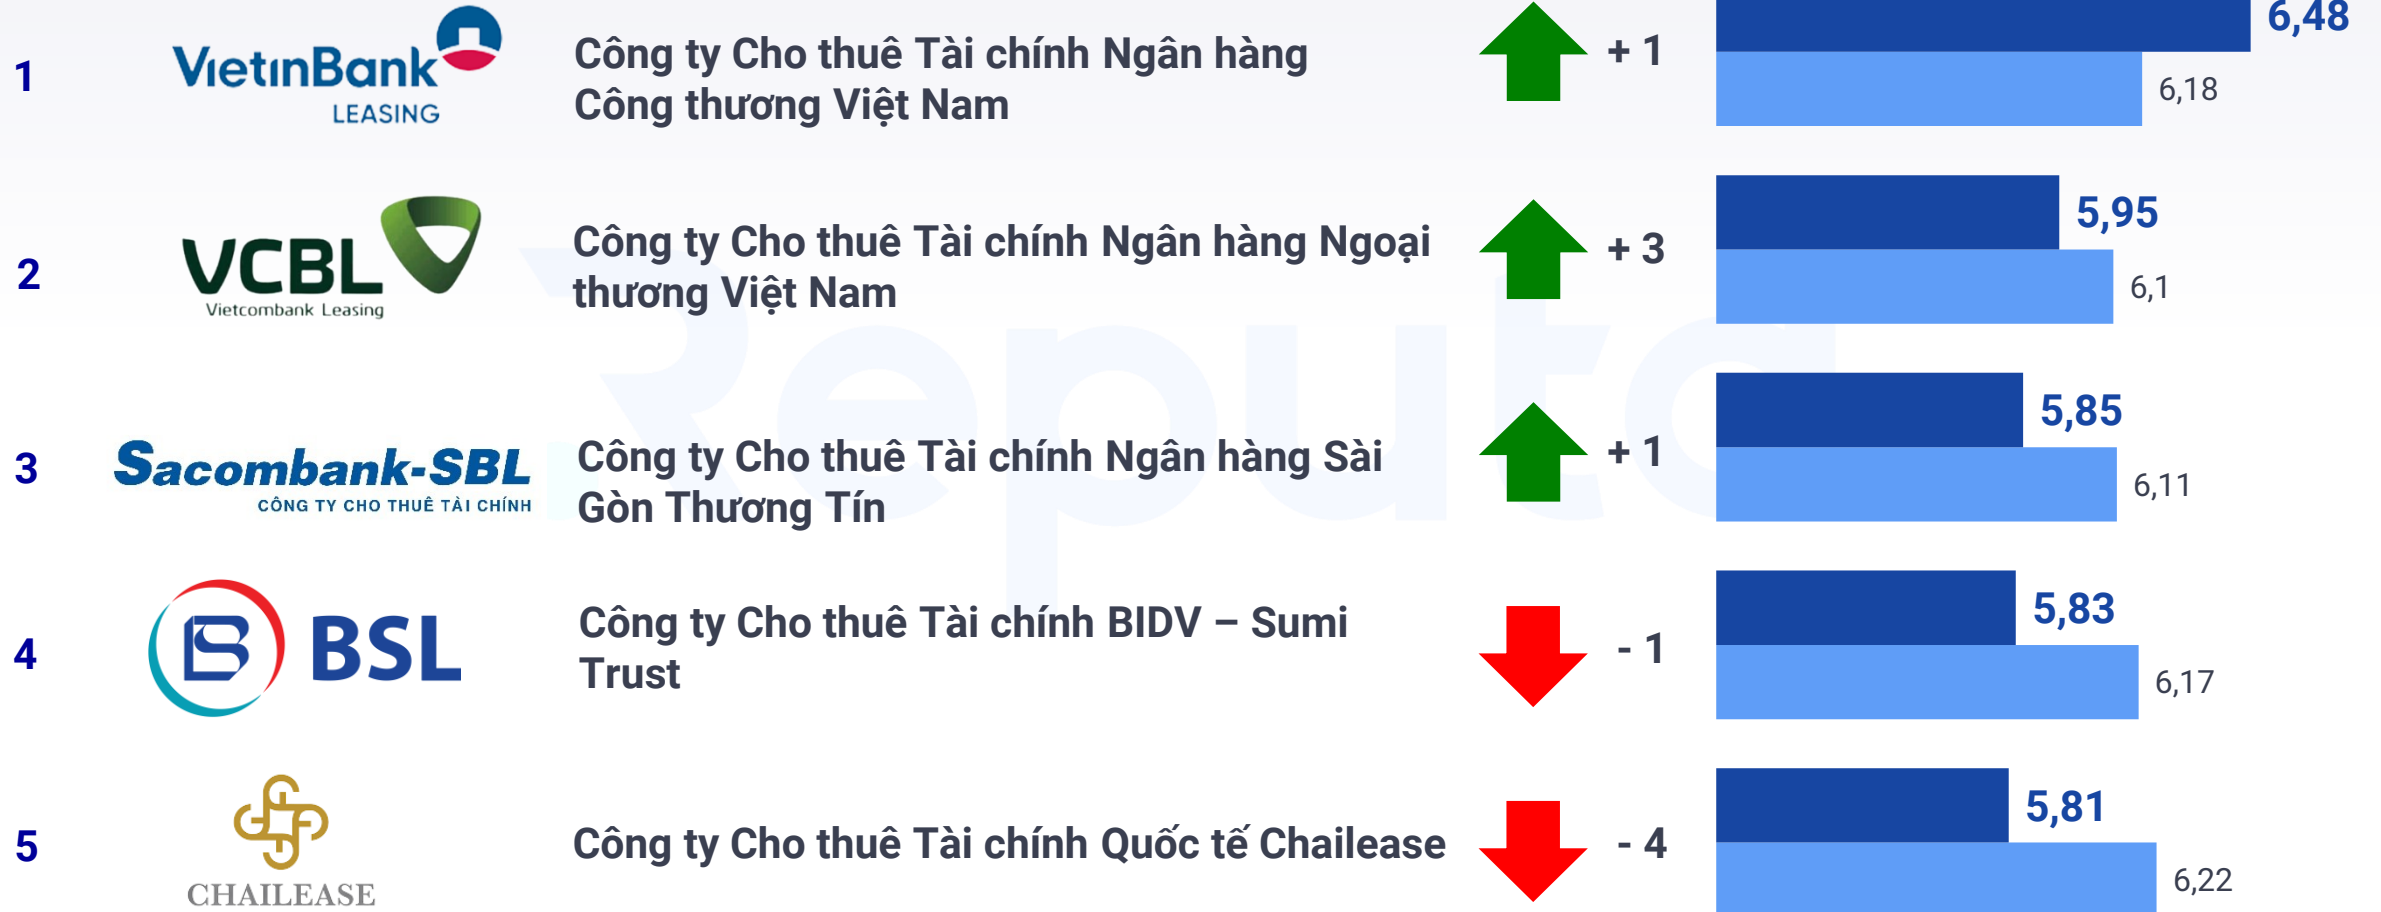 1
VietinBank
LEASING
Công ty Cho thuê Tài chính Ngân hàng
Công thương Việt Nam
+ 1
6,48
6,18
2
VCBL
Vietcombank Leasing
Công ty Cho thuê Tài chính Ngân hàng Ngoại
thương Việt Nam
+ 3
5,95
6,1
3
Sacombank-SBL
CÔNG TY CHO THUÊ TÀI CHÍNH
Công ty Cho thuê Tài chính Ngân hàng Sài
Gòn Thương Tín
+ 1
5,85
6,11
Reputa
4
BSL
Công ty Cho thuê Tài chính BIDV – Sumi
Trust
- 1
5,83
6,17
5
CHAILEASE
Công ty Cho thuê Tài chính Quốc tế Chailease
- 4
5,81
6,22